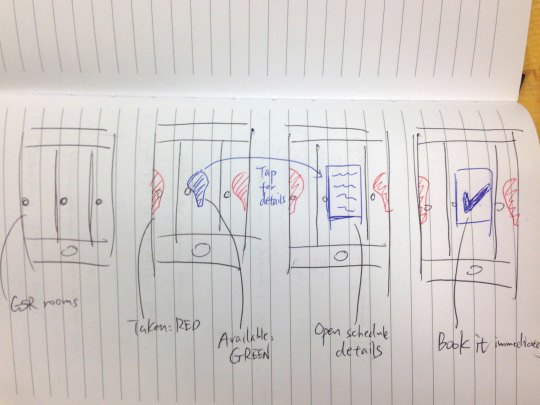 Tap
for
details
GSR rooms
Taken: RED
Available:
GREEN
Open schedule
details
Book it immediately